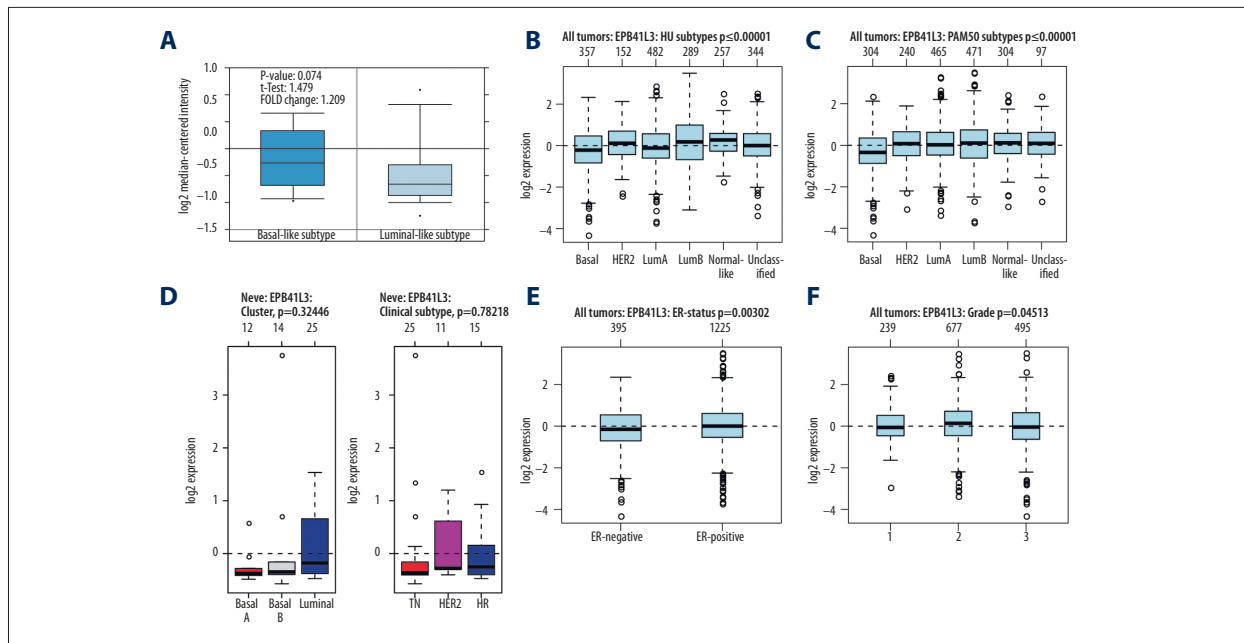 A
P-value: 0.074
t-Test: 1.479
FOLD change: 1.209
log2 median-centered intensity
1.0
0.5
0.0
−0.5
−1.0
−1.5
Basal-like subtype
Luminal-like subtype
B
All tumors: EPB41L3: HU subtypes p≤0.00001
357 152 482 289 257 344
log2 expression
2
0
−2
−4
Basal HER2 LumA LumB Normal-like Unclass-ified
C
All tumors: EPB41L3: PAM50 subtypes p≤0.00001
304 240 465 471 304 97
log2 expression
2
0
−2
−4
Basal HER2 LumA LumB Normal-like Unclass-ified
D
Neve: EPB41L3:
Cluster, p=0.32446
12 14 25
log2 expression
3
2
1
0
Basal A Basal B Luminal
Neve: EPB41L3:
Clinical subtype, p=0.78218
25 11 15
log2 expression
3
2
1
0
TN HER2 HR
E
All tumors: EPB41L3: ER-status p=0.00302
395 1225
log2 expression
2
0
−2
−4
ER-negative ER-positive
F
All tumors: EPB41L3: Grade p=0.04513
239 677 495
log2 expression
2
0
−2
−4
1 2 3